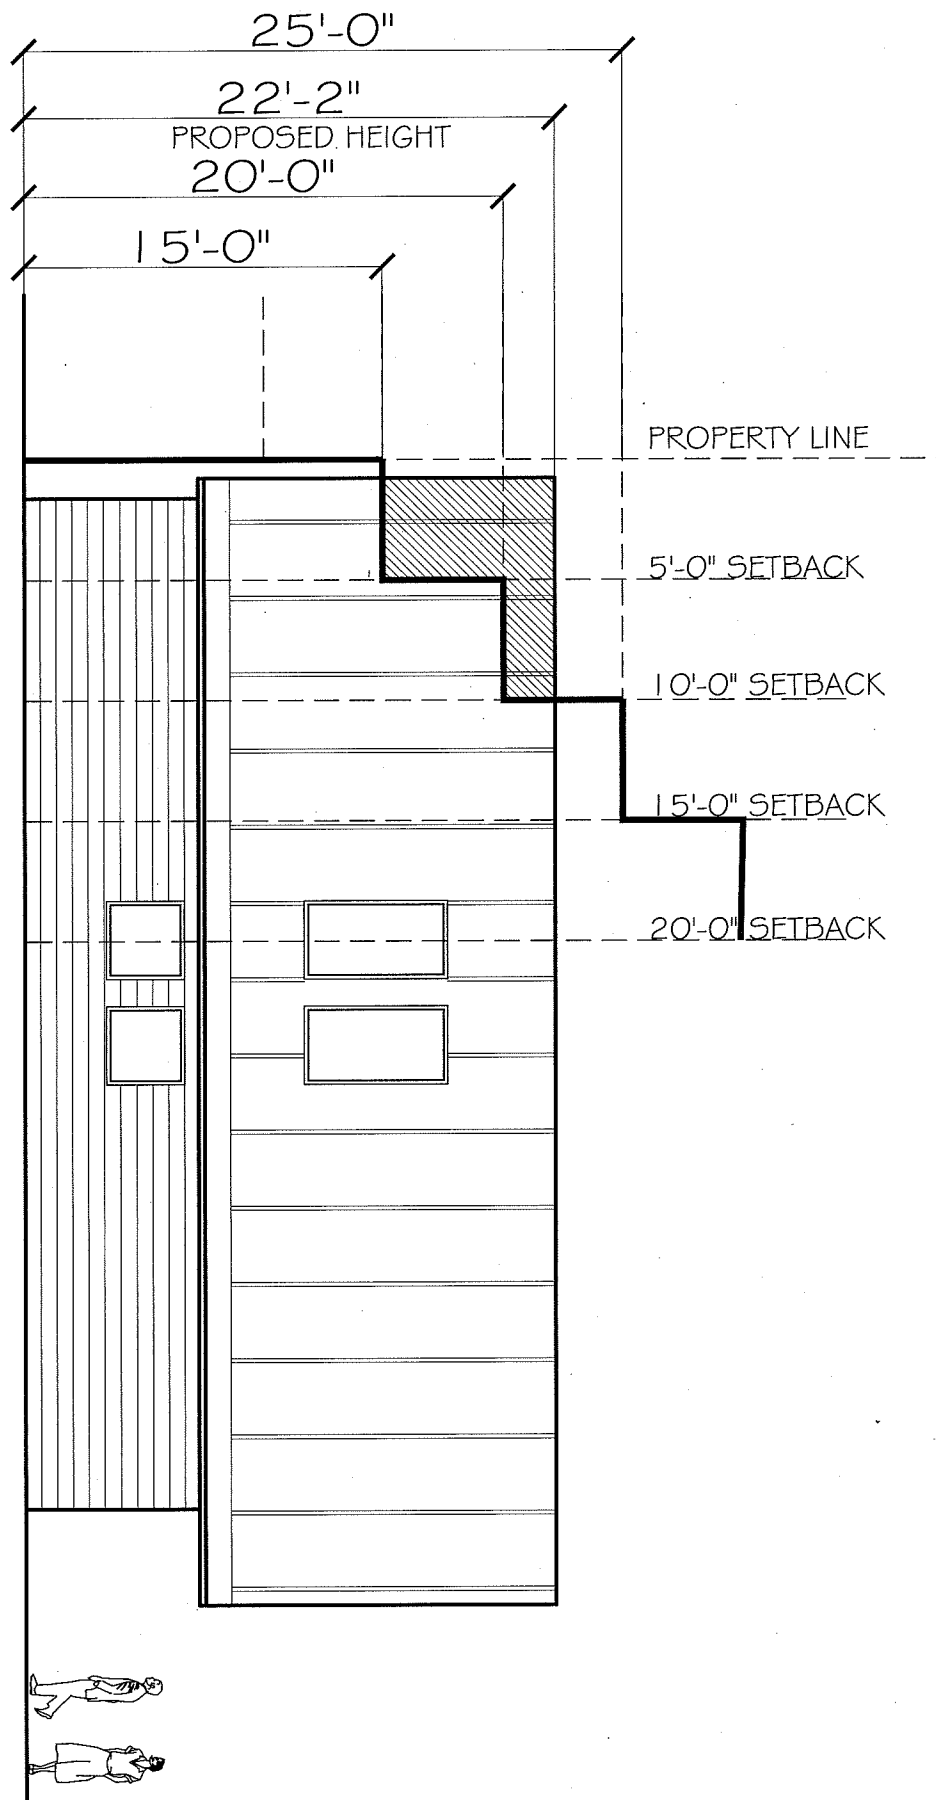 25'-0"
22'-2"
PROPOSED HEIGHT
20'-0"
15'-0"
PROPERTY LINE
5'-0" SETBACK
10'-0" SETBACK
15'-0" SETBACK
20'-0" SETBACK